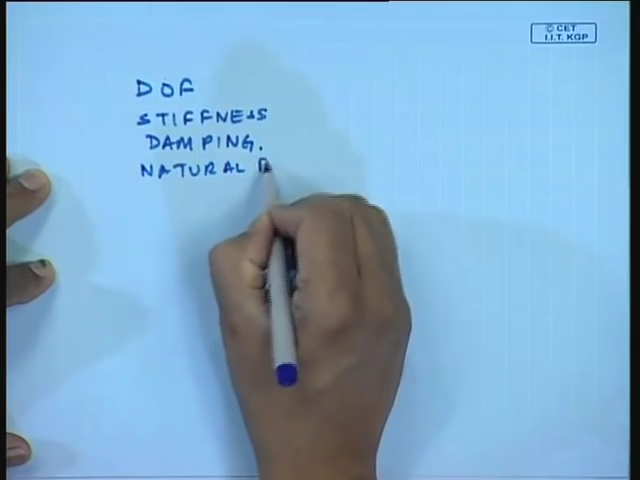 © CET
I.I.T. KGP
DOF
STIFFNESS
DAMPING.
NATURAL